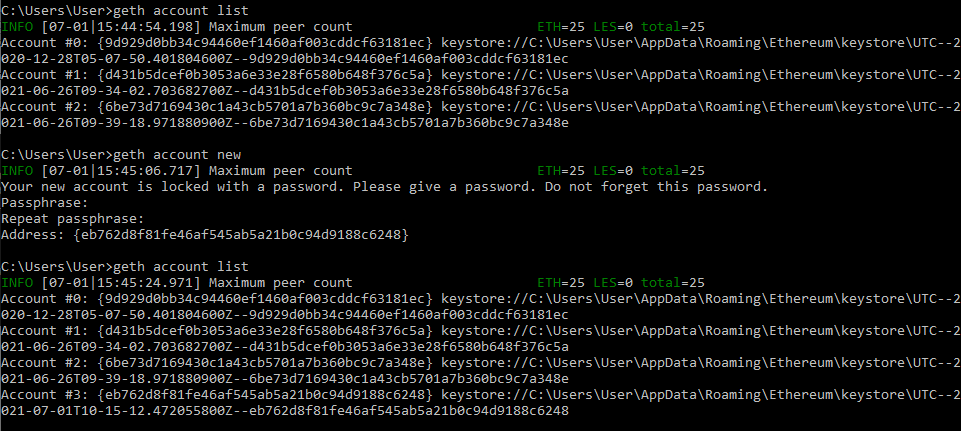 C:\Users\User>geth account list
INFO [07-01|15:44:54.198] Maximum peer count                       ETH=25 LES=0 total=25
Account #0: {9d929d0bb34c94460ef1460af003cddcf63181ec} keystore://C:\Users\User\AppData\Roaming\Ethereum\keystore\UTC--2
020-12-28T05-07-50.401804600Z--9d929d0bb34c94460ef1460af003cddcf63181ec
Account #1: {d431b5dcef0b3053a6e33e28f6580b648f376c5a} keystore://C:\Users\User\AppData\Roaming\Ethereum\keystore\UTC--2
021-06-26T09-34-02.703682700Z--d431b5dcef0b3053a6e33e28f6580b648f376c5a
Account #2: {6be73d7169430c1a43cb5701a7b360bc9c7a348e} keystore://C:\Users\User\AppData\Roaming\Ethereum\keystore\UTC--2
021-06-26T09-39-18.971880900Z--6be73d7169430c1a43cb5701a7b360bc9c7a348e
C:\Users\User>geth account new
INFO [07-01|15:45:06.717] Maximum peer count                       ETH=25 LES=0 total=25
Your new account is locked with a password. Please give a password. Do not forget this password.
Passphrase:
Repeat passphrase:
Address: {eb762d8f81fe46af545ab5a21b0c94d9188c6248}
C:\Users\User>geth account list
INFO [07-01|15:45:24.971] Maximum peer count                       ETH=25 LES=0 total=25
Account #0: {9d929d0bb34c94460ef1460af003cddcf63181ec} keystore://C:\Users\User\AppData\Roaming\Ethereum\keystore\UTC--2
020-12-28T05-07-50.401804600Z--9d929d0bb34c94460ef1460af003cddcf63181ec
Account #1: {d431b5dcef0b3053a6e33e28f6580b648f376c5a} keystore://C:\Users\User\AppData\Roaming\Ethereum\keystore\UTC--2
021-06-26T09-34-02.703682700Z--d431b5dcef0b3053a6e33e28f6580b648f376c5a
Account #2: {6be73d7169430c1a43cb5701a7b360bc9c7a348e} keystore://C:\Users\User\AppData\Roaming\Ethereum\keystore\UTC--2
021-06-26T09-39-18.971880900Z--6be73d7169430c1a43cb5701a7b360bc9c7a348e
Account #3: {eb762d8f81fe46af545ab5a21b0c94d9188c6248} keystore://C:\Users\User\AppData\Roaming\Ethereum\keystore\UTC--2
021-07-01T10-15-12.472055800Z--eb762d8f81fe46af545ab5a21b0c94d9188c6248